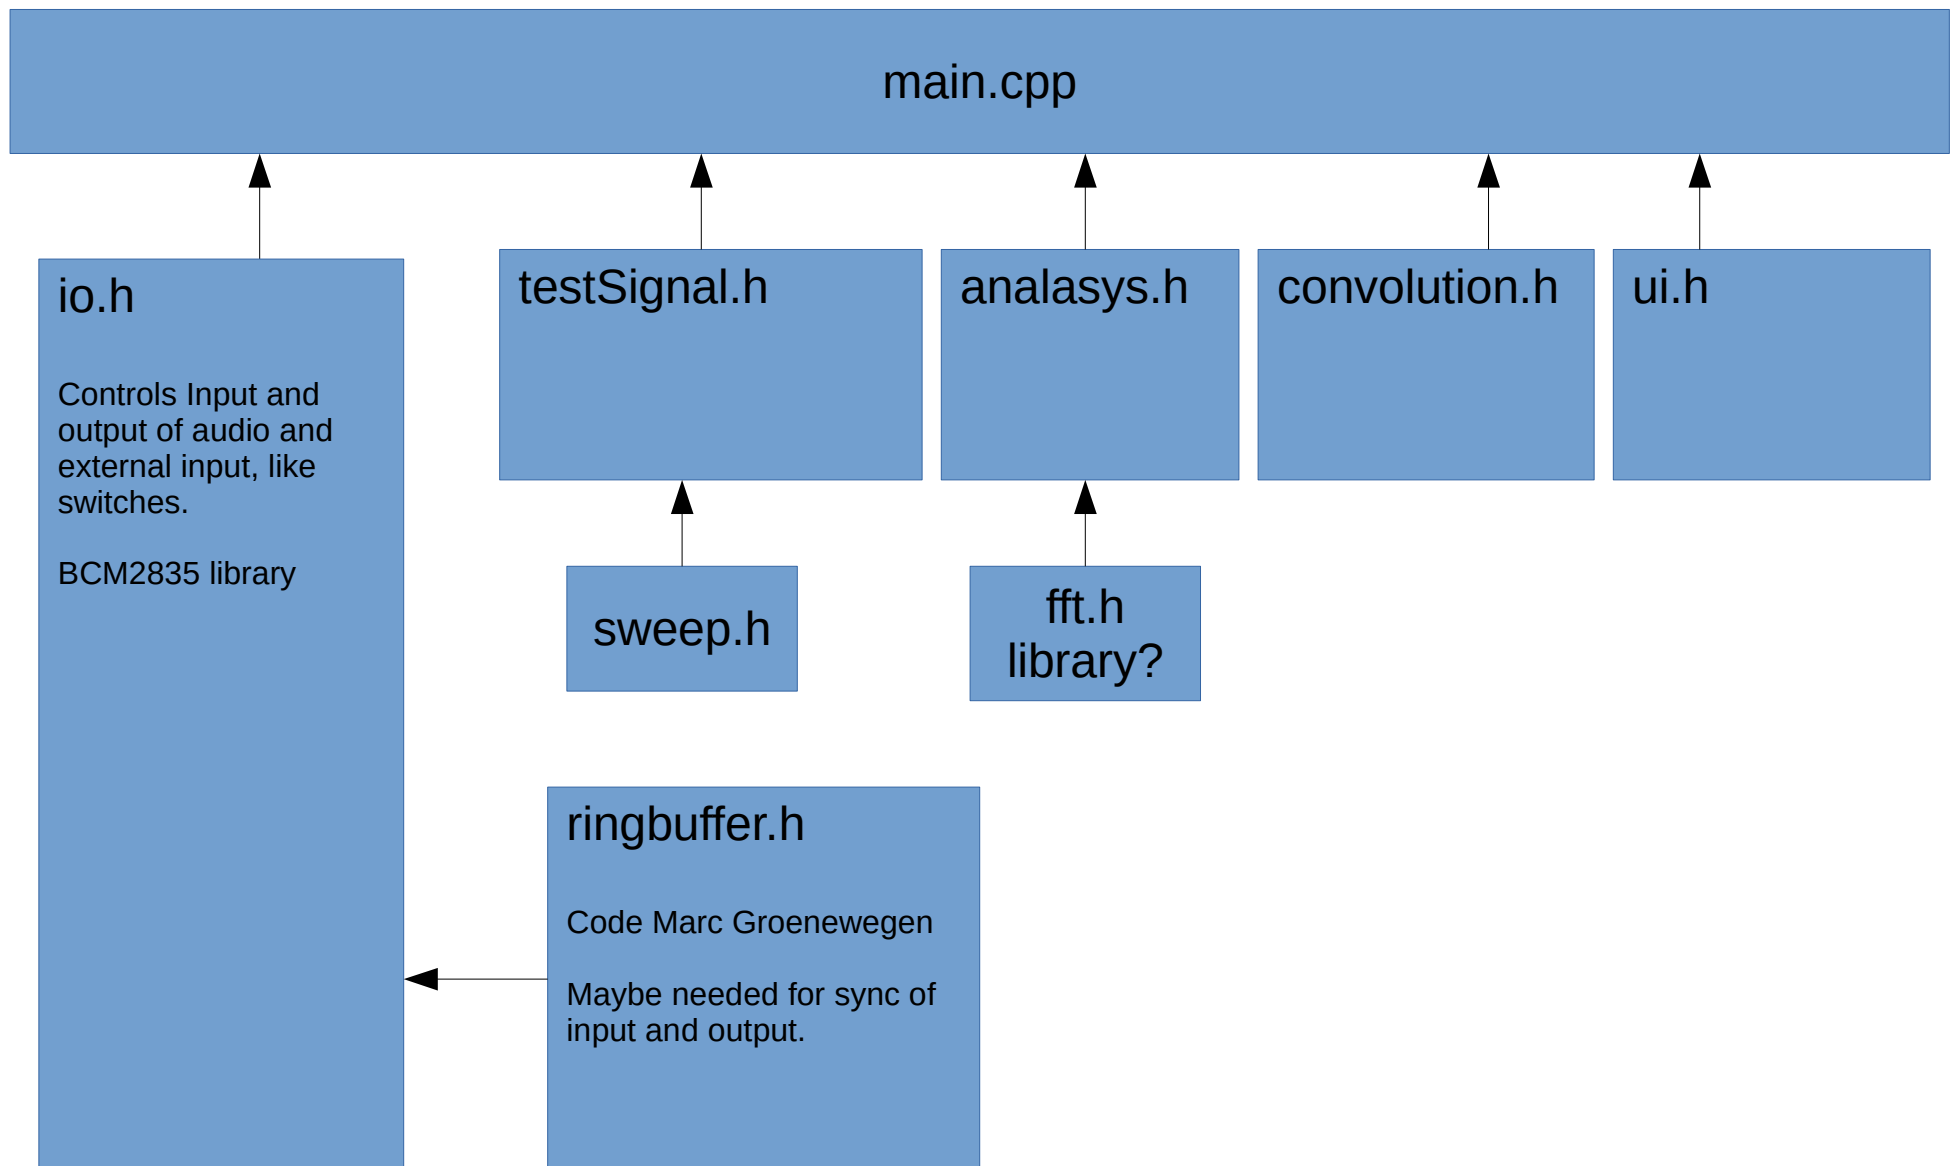 main.cpp
io.h
Controls Input and
output of audio and
external input, like
switches.
BCM2835 library
testSignal.h
analasys.h
convolution.h
ui.h
sweep.h
fft.h
library?
ringbuffer.h
Code Marc Groenewegen
Maybe needed for sync of
input and output.